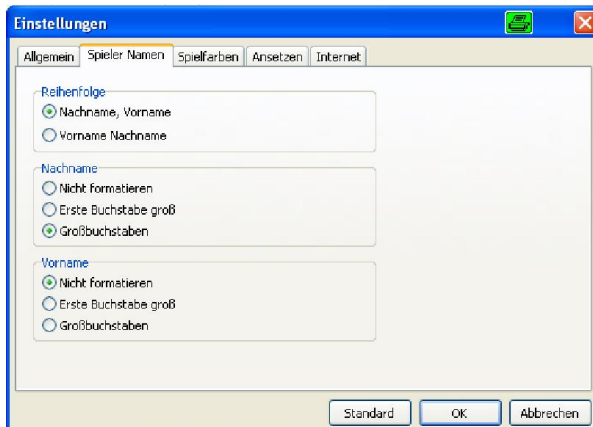 Einstellungen
Allgemein Spieler Namen Spielfarben Ansetzen Internet
Reihenfolge
Nachname, Vorname
Vorname Nachname
Nachname
Nicht formatieren
Erste Buchstabe groß
Großbuchstaben
Vorname
Nicht formatieren
Erste Buchstabe groß
Großbuchstaben
Standard OK Abbrechen